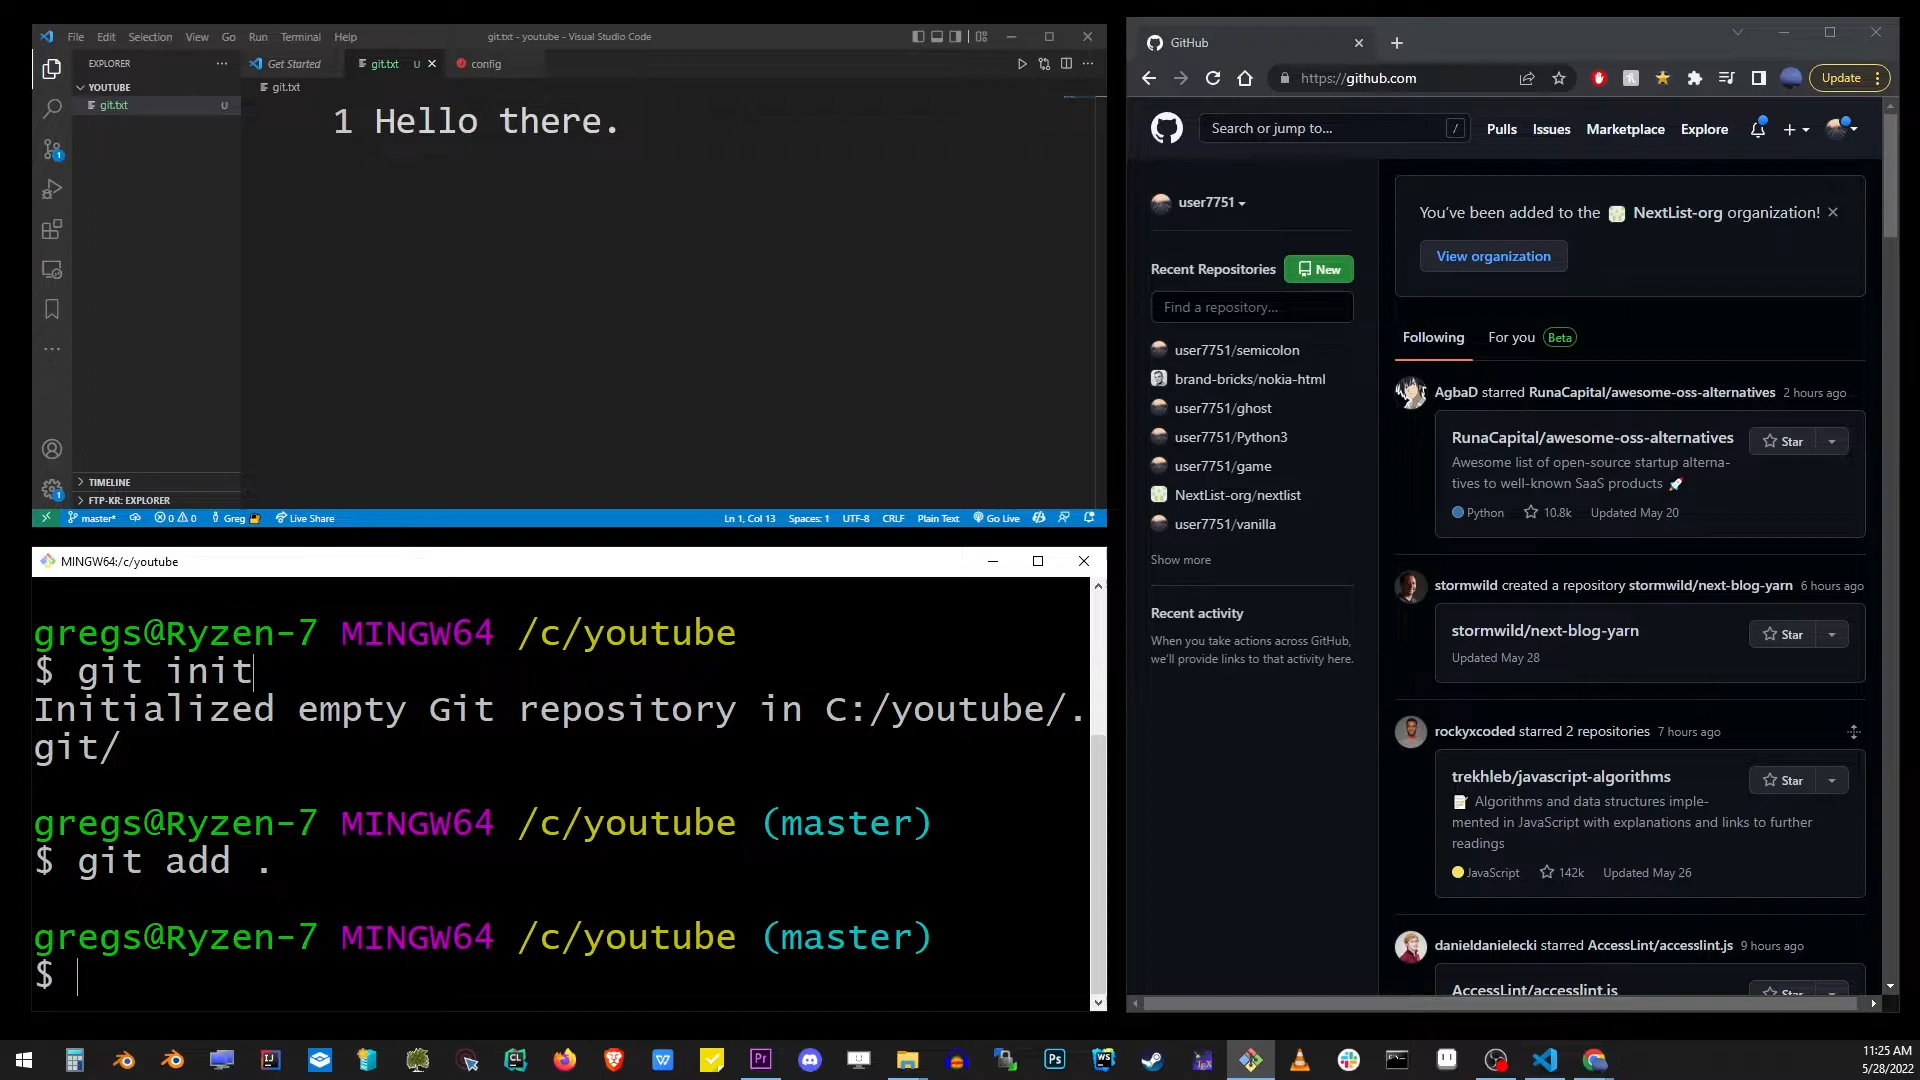 File Edit Selection View Go Run Terminal Help
git.txt - youtube - Visual Studio Code
EXPLORER
YOUTUBE
git.txt U
Get Started
git.txt U
config
git.txt
1 Hello there.
TIMELINE
FTP-KR: EXPLORER
master* 0 0 Greg Live Share
Ln 1, Col 13 Spaces: 1 UTF-8 CRLF Plain Text Go Live
MINGW64:/c/youtube
gregs@Ryzen-7 MINGW64 /c/youtube
$ git init
Initialized empty Git repository in C:/youtube/.
git/
gregs@Ryzen-7 MINGW64 /c/youtube (master)
$ git add .
gregs@Ryzen-7 MINGW64 /c/youtube (master)
$
GitHub
https://github.com
Update
Search or jump to... /
Pulls Issues Marketplace Explore
user7751
Recent Repositories New
Find a repository...
user7751/semicolon
brand-bricks/nokia-html
user7751/ghost
user7751/Python3
user7751/game
NextList-org/nextlist
user7751/vanilla
Show more
Recent activity
When you take actions across GitHub,
we'll provide links to that activity here.
You've been added to the NextList-org organization!
View organization
Following For you Beta
AgbaD starred RunaCapital/awesome-oss-alternatives 2 hours ago
RunaCapital/awesome-oss-alternatives Star
Awesome list of open-source startup alterna-
tives to well-known SaaS products 🚀
Python 10.8k Updated May 20
stormwild created a repository stormwild/next-blog-yarn 6 hours ago
stormwild/next-blog-yarn Star
Updated May 28
rockyxcoded starred 2 repositories 7 hours ago
trekhleb/javascript-algorithms Star
📝 Algorithms and data structures imple-
mented in JavaScript with explanations and links to further
readings
JavaScript 142k Updated May 26
danieldanielecki starred AccessLint/accesslint.js 9 hours ago
AccessLint/accesslint.js Star
11:25 AM
5/28/2022